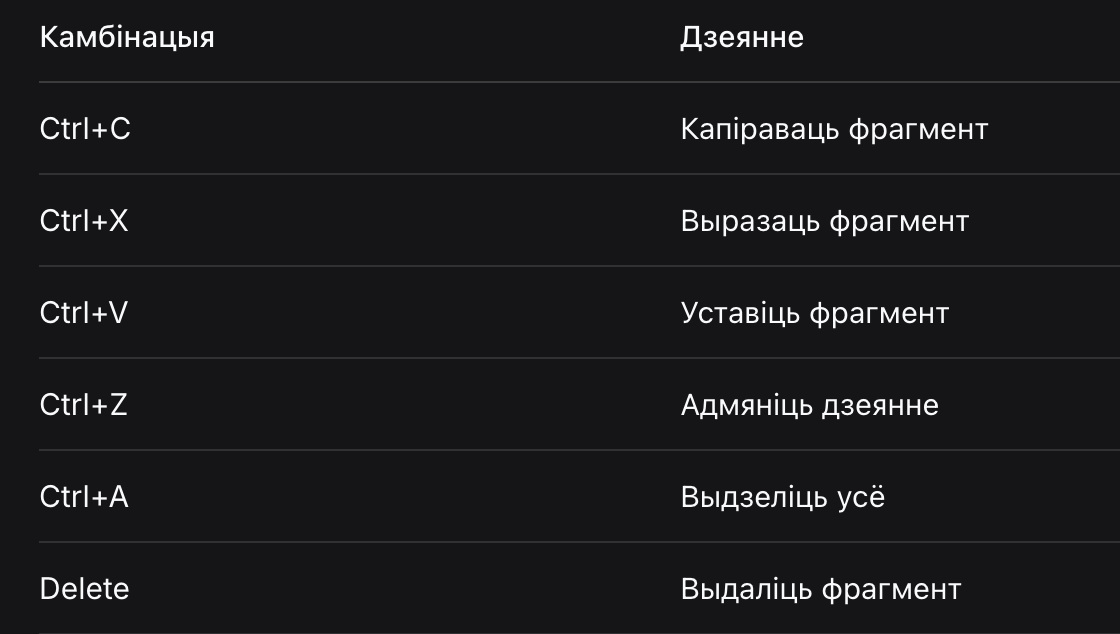 Камбінацыя Дзеянне
Ctrl+C Капіраваць фрагмент
Ctrl+X Выразаць фрагмент
Ctrl+V Уставіць фрагмент
Ctrl+Z Адмяніць дзеянне
Ctrl+A Выдзеліць усё
Delete Выдаліць фрагмент